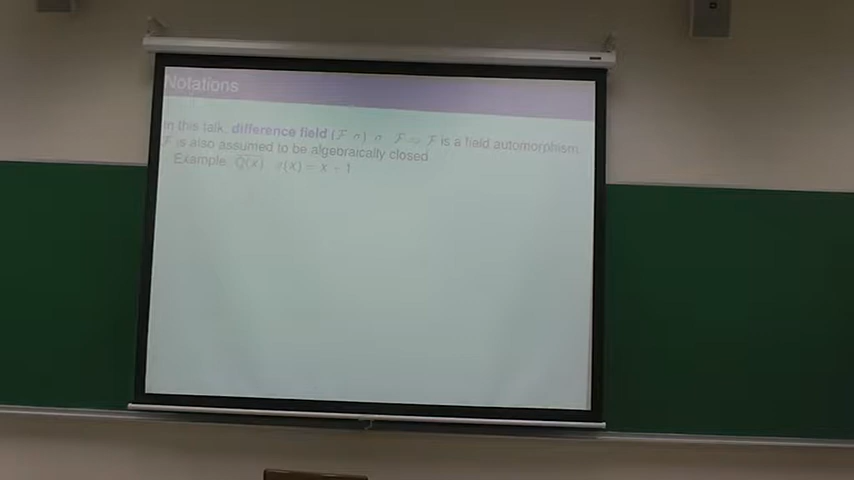 Notations
In this talk, difference field (F σ) σ F ⇒ F is a field automorphism
F is also assumed to be algebraically closed
Example Q(x) σ(x) = x + 1